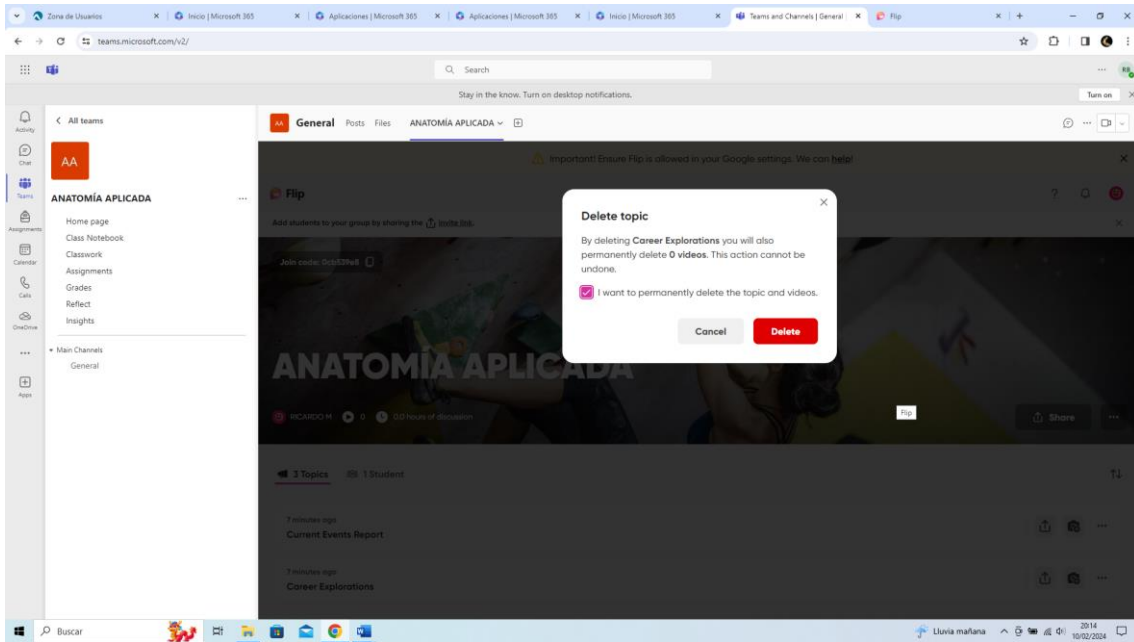 Zona de Usuarios
Inicio | Microsoft 365
Aplicaciones | Microsoft 365
Aplicaciones | Microsoft 365
Inicio | Microsoft 365
Teams and Channels | General
Flip
teams.microsoft.com/v2/
Search
Stay in the know. Turn on desktop notifications.
Turn on
Activity
Chat
Teams
Assignments
Calendar
Calls
OneDrive
Apps
All teams
AA
ANATOMÍA APLICADA
Home page
Class Notebook
Classwork
Assignments
Grades
Reflect
Insights
Main Channels
General
AA General Posts Files ANATOMÍA APLICADA
Important! Ensure Flip is allowed in your Google settings. We can help!
Flip
Add students to your group by sharing the Invite link.
Join code: 0cb539e8
ANATOMÍA APLICADA
RICARDO M. 0 0.0 hours of discussion
Flip
Share
3 Topics 1 Student
7 minutes ago
Current Events Report
7 minutes ago
Career Explorations
Delete topic
By deleting Career Explorations you will also
permanently delete 0 videos. This action cannot be
undone.
I want to permanently delete the topic and videos.
Cancel Delete
Buscar
Lluvia mañana
20:14
10/02/2024